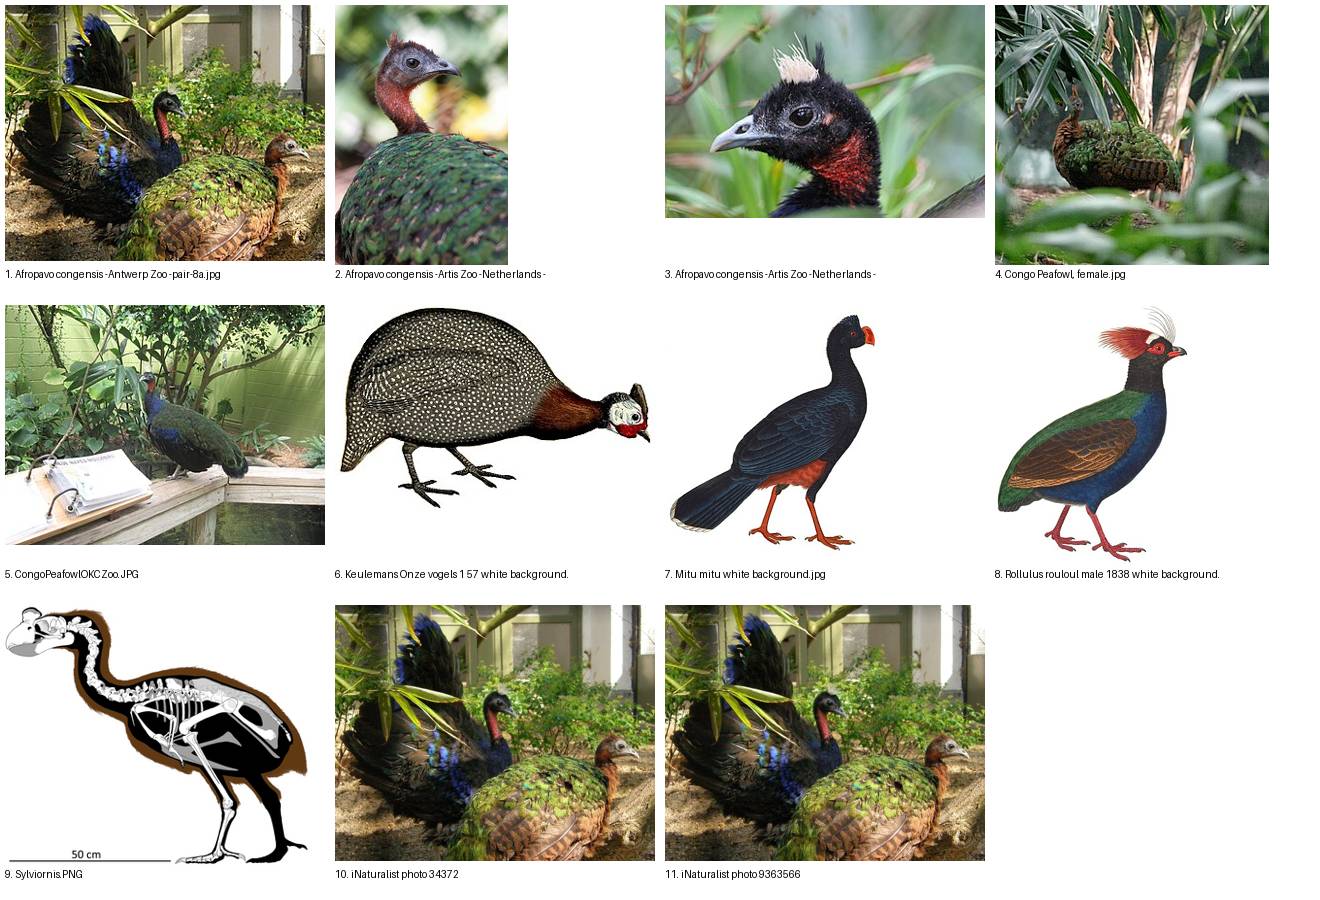 1. Afropavo congensis -Antwerp Zoo -pair-8a.jpg
2. Afropavo congensis -Artis Zoo -Netherlands -
3. Afropavo congensis -Artis Zoo -Netherlands -
4. Congo Peafowl, female.jpg
5. CongoPeafowlOKCZoo.JPG
6. Keulemans Onze vogels 1 57 white background.
7. Mitu mitu white background.jpg
8. Rollulus rouloul male 1838 white background.
50 cm
9. Sylviornis.PNG
10. iNaturalist photo 34372
11. iNaturalist photo 9363566